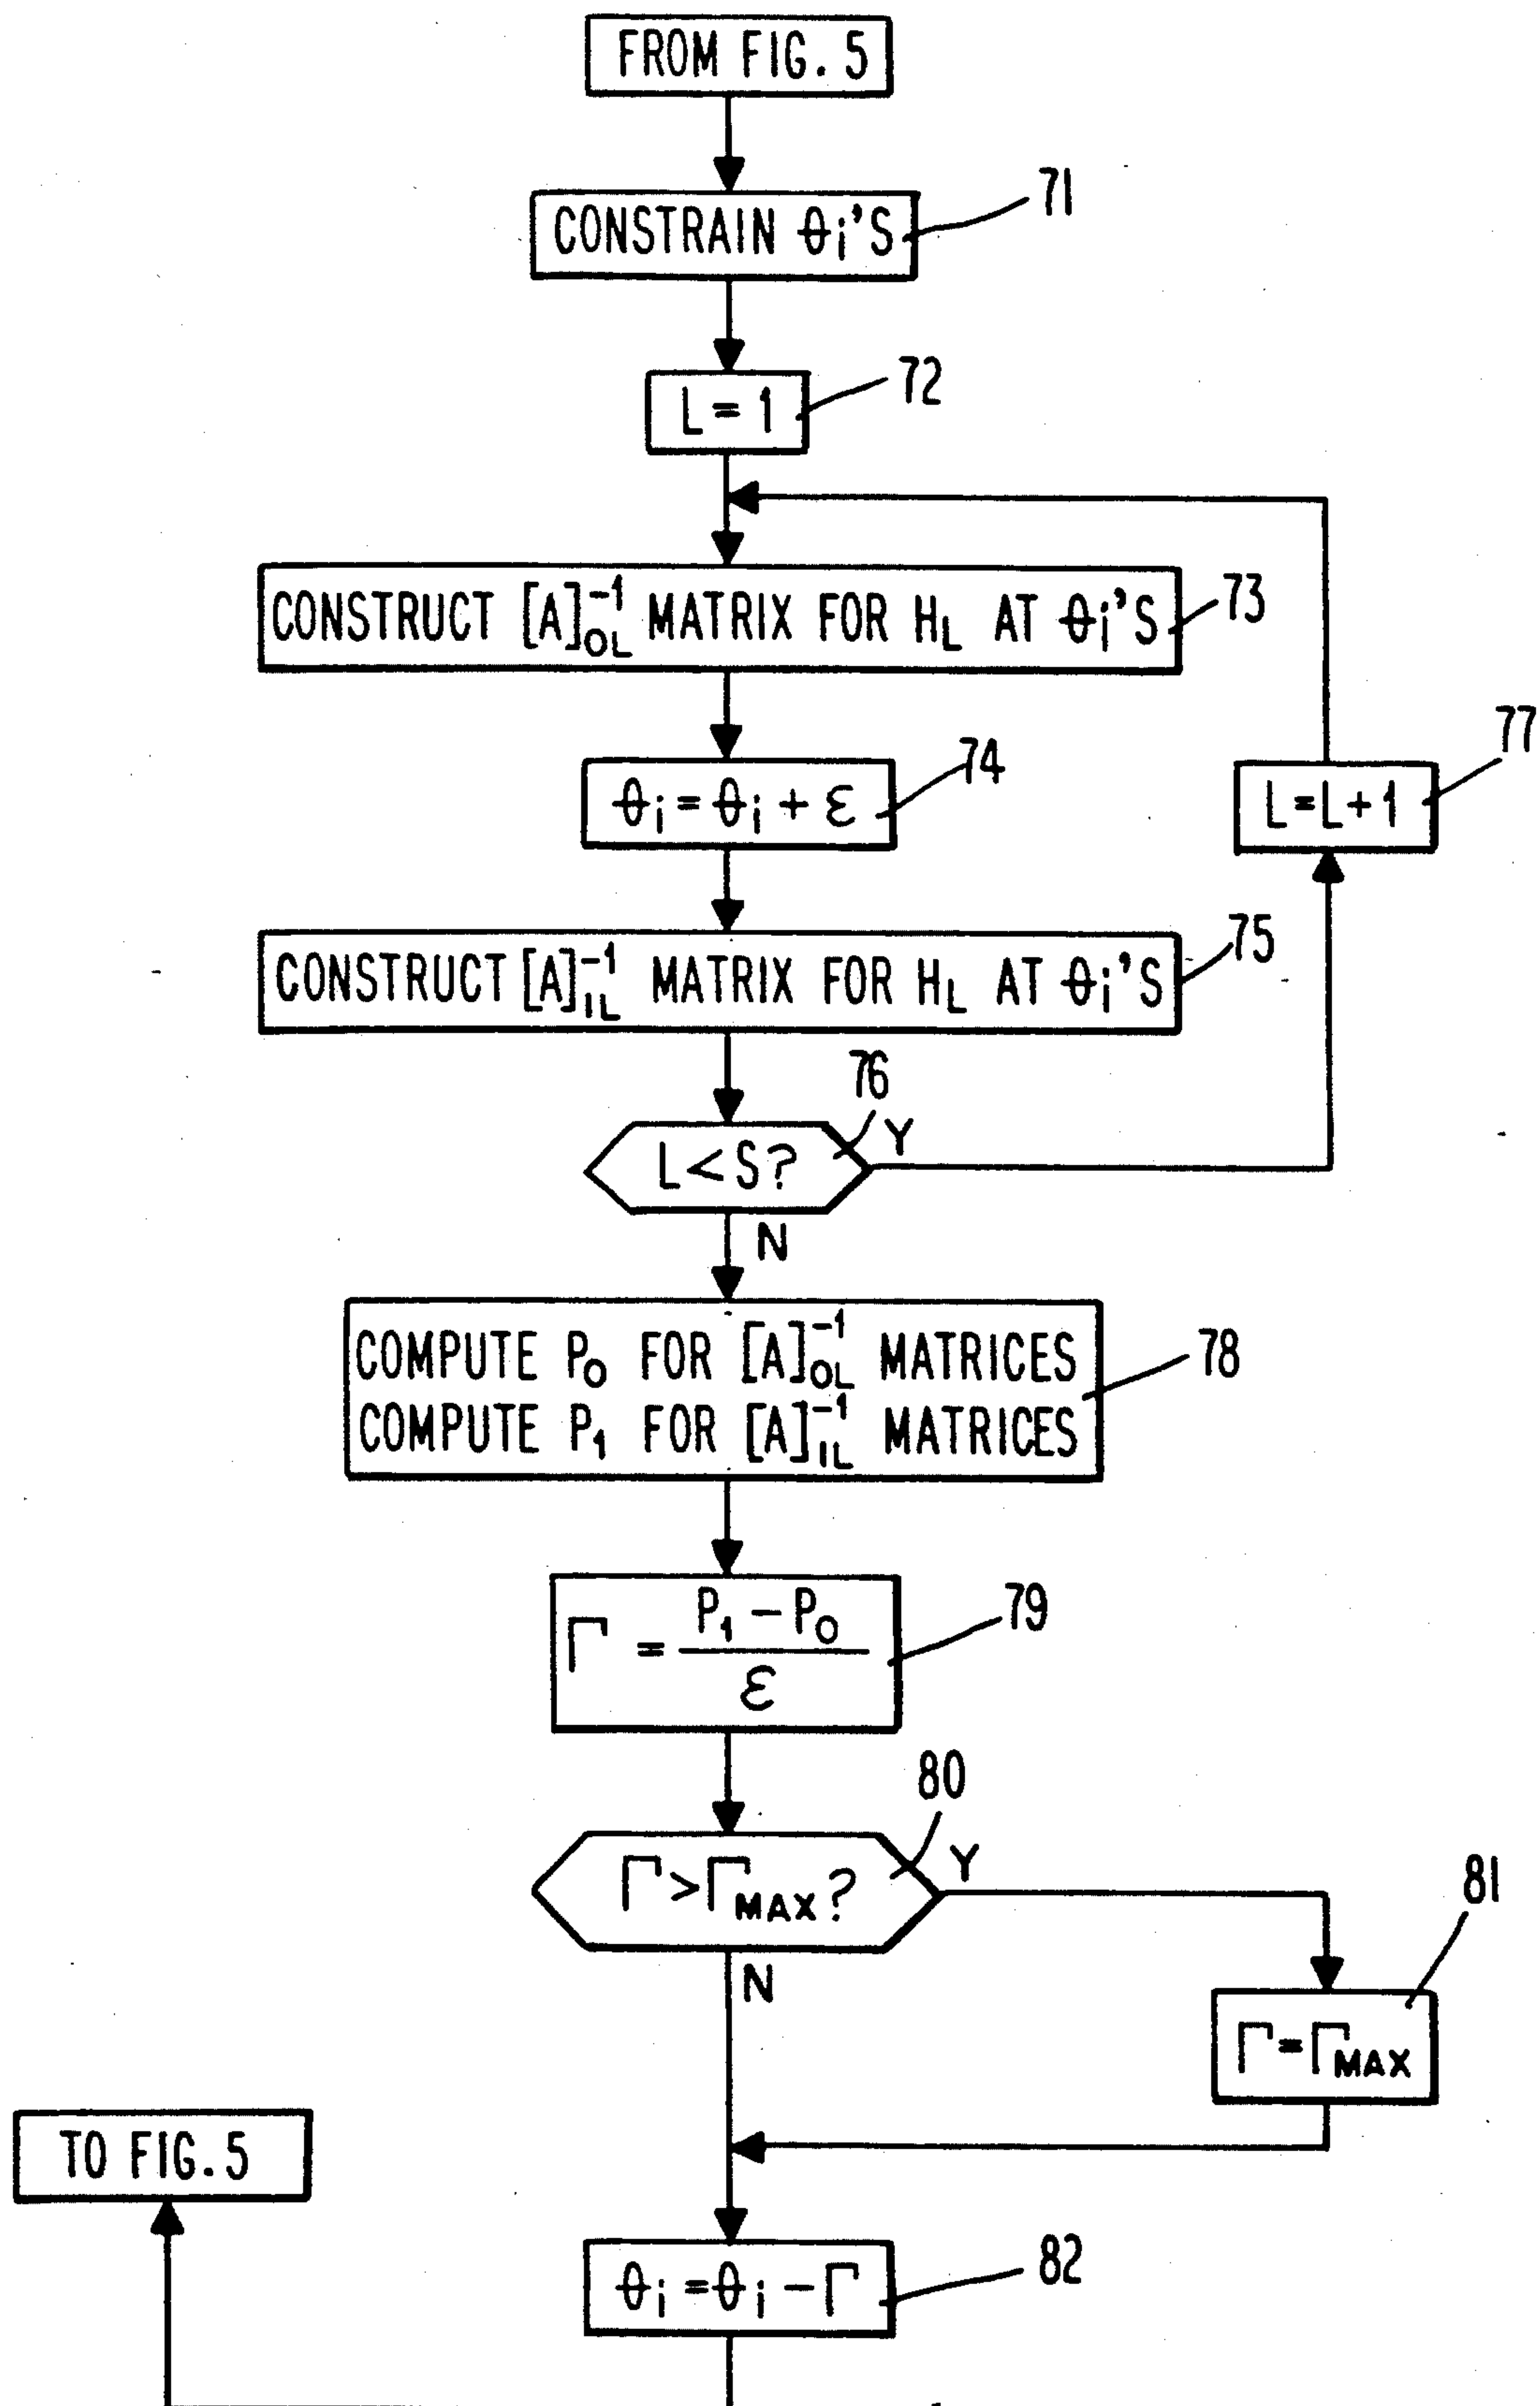 FROM FIG. 5
CONSTRAIN θi'S
71
L = 1
72
CONSTRUCT [A]⁻¹OL MATRIX FOR HL AT θi'S
73
θi = θi + ε
74
L=L+1
77
CONSTRUCT [A]⁻¹IL MATRIX FOR HL AT θi'S
75
76
L < S?
Y
N
COMPUTE P0 FOR [A]⁻¹OL MATRICES
COMPUTE P1 FOR [A]⁻¹IL MATRICES
78
Γ = P1 − P0
ε
79
80
Γ > ΓMAX?
Y
N
81
Γ = ΓMAX
TO FIG. 5
θi = θi − Γ
82